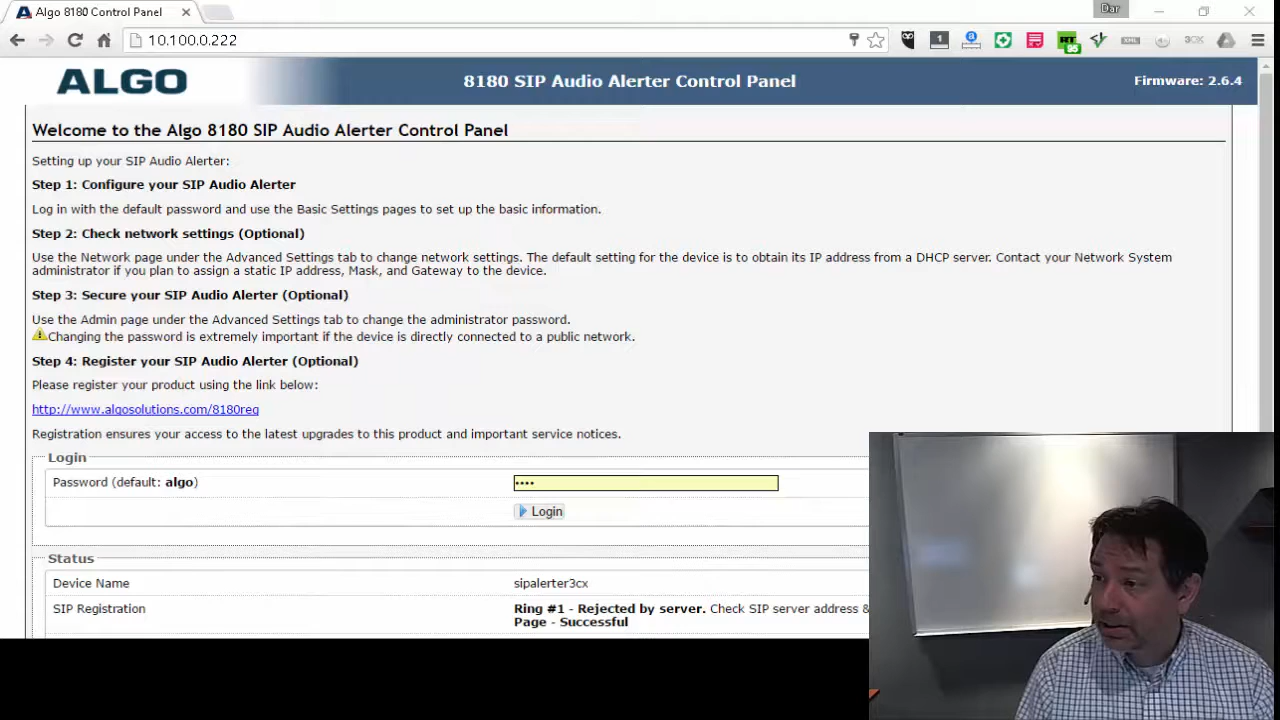 Algo 8180 Control Panel
Dar
10.100.0.222
ALGO
8180 SIP Audio Alerter Control Panel
Firmware: 2.6.4
Welcome to the Algo 8180 SIP Audio Alerter Control Panel
Setting up your SIP Audio Alerter:
Step 1: Configure your SIP Audio Alerter
Log in with the default password and use the Basic Settings pages to set up the basic information.
Step 2: Check network settings (Optional)
Use the Network page under the Advanced Settings tab to change network settings. The default setting for the device is to obtain its IP address from a DHCP server. Contact your Network System
administrator if you plan to assign a static IP address, Mask, and Gateway to the device.
Step 3: Secure your SIP Audio Alerter (Optional)
Use the Admin page under the Advanced Settings tab to change the administrator password.
Changing the password is extremely important if the device is directly connected to a public network.
Step 4: Register your SIP Audio Alerter (Optional)
Please register your product using the link below:
http://www.algosolutions.com/8180reg
Registration ensures your access to the latest upgrades to this product and important service notices.
Login
Password (default: algo)
••••
Login
Status
Device Name
sipalerter3cx
SIP Registration
Ring #1 - Rejected by server. Check SIP server address &
Page - Successful